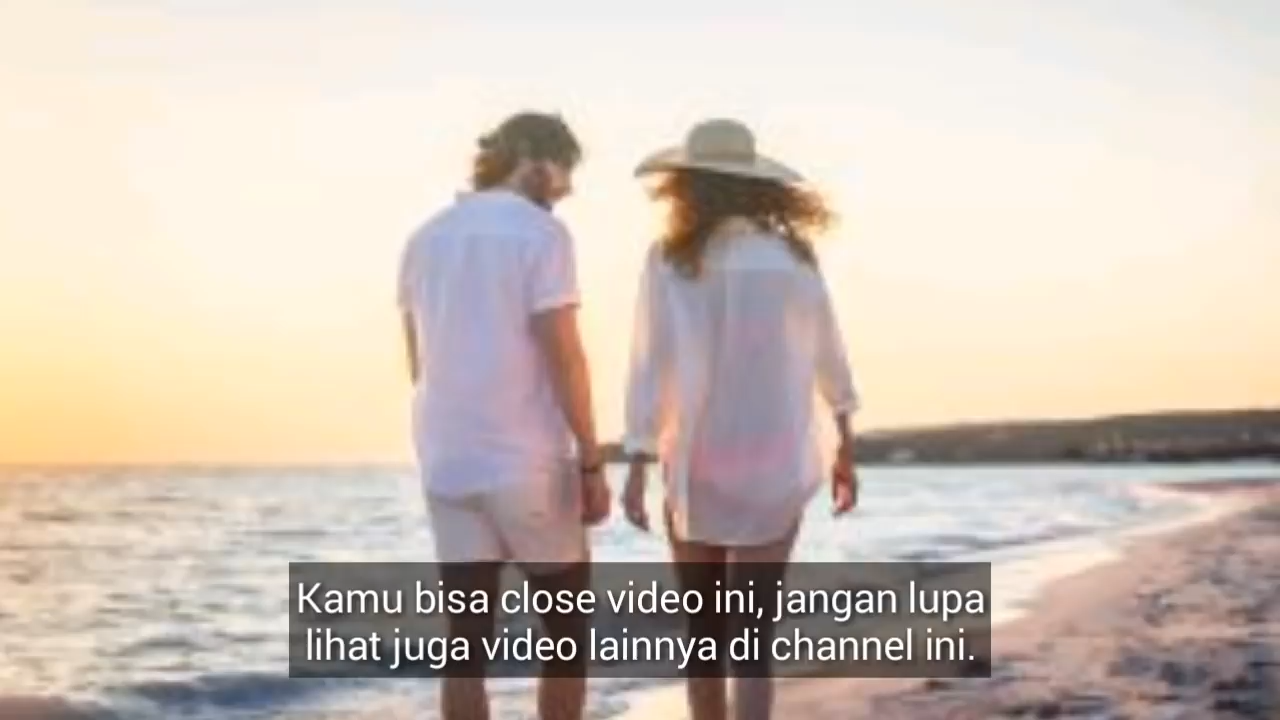 Kamu bisa close video ini, jangan lupa
lihat juga video lainnya di channel ini.